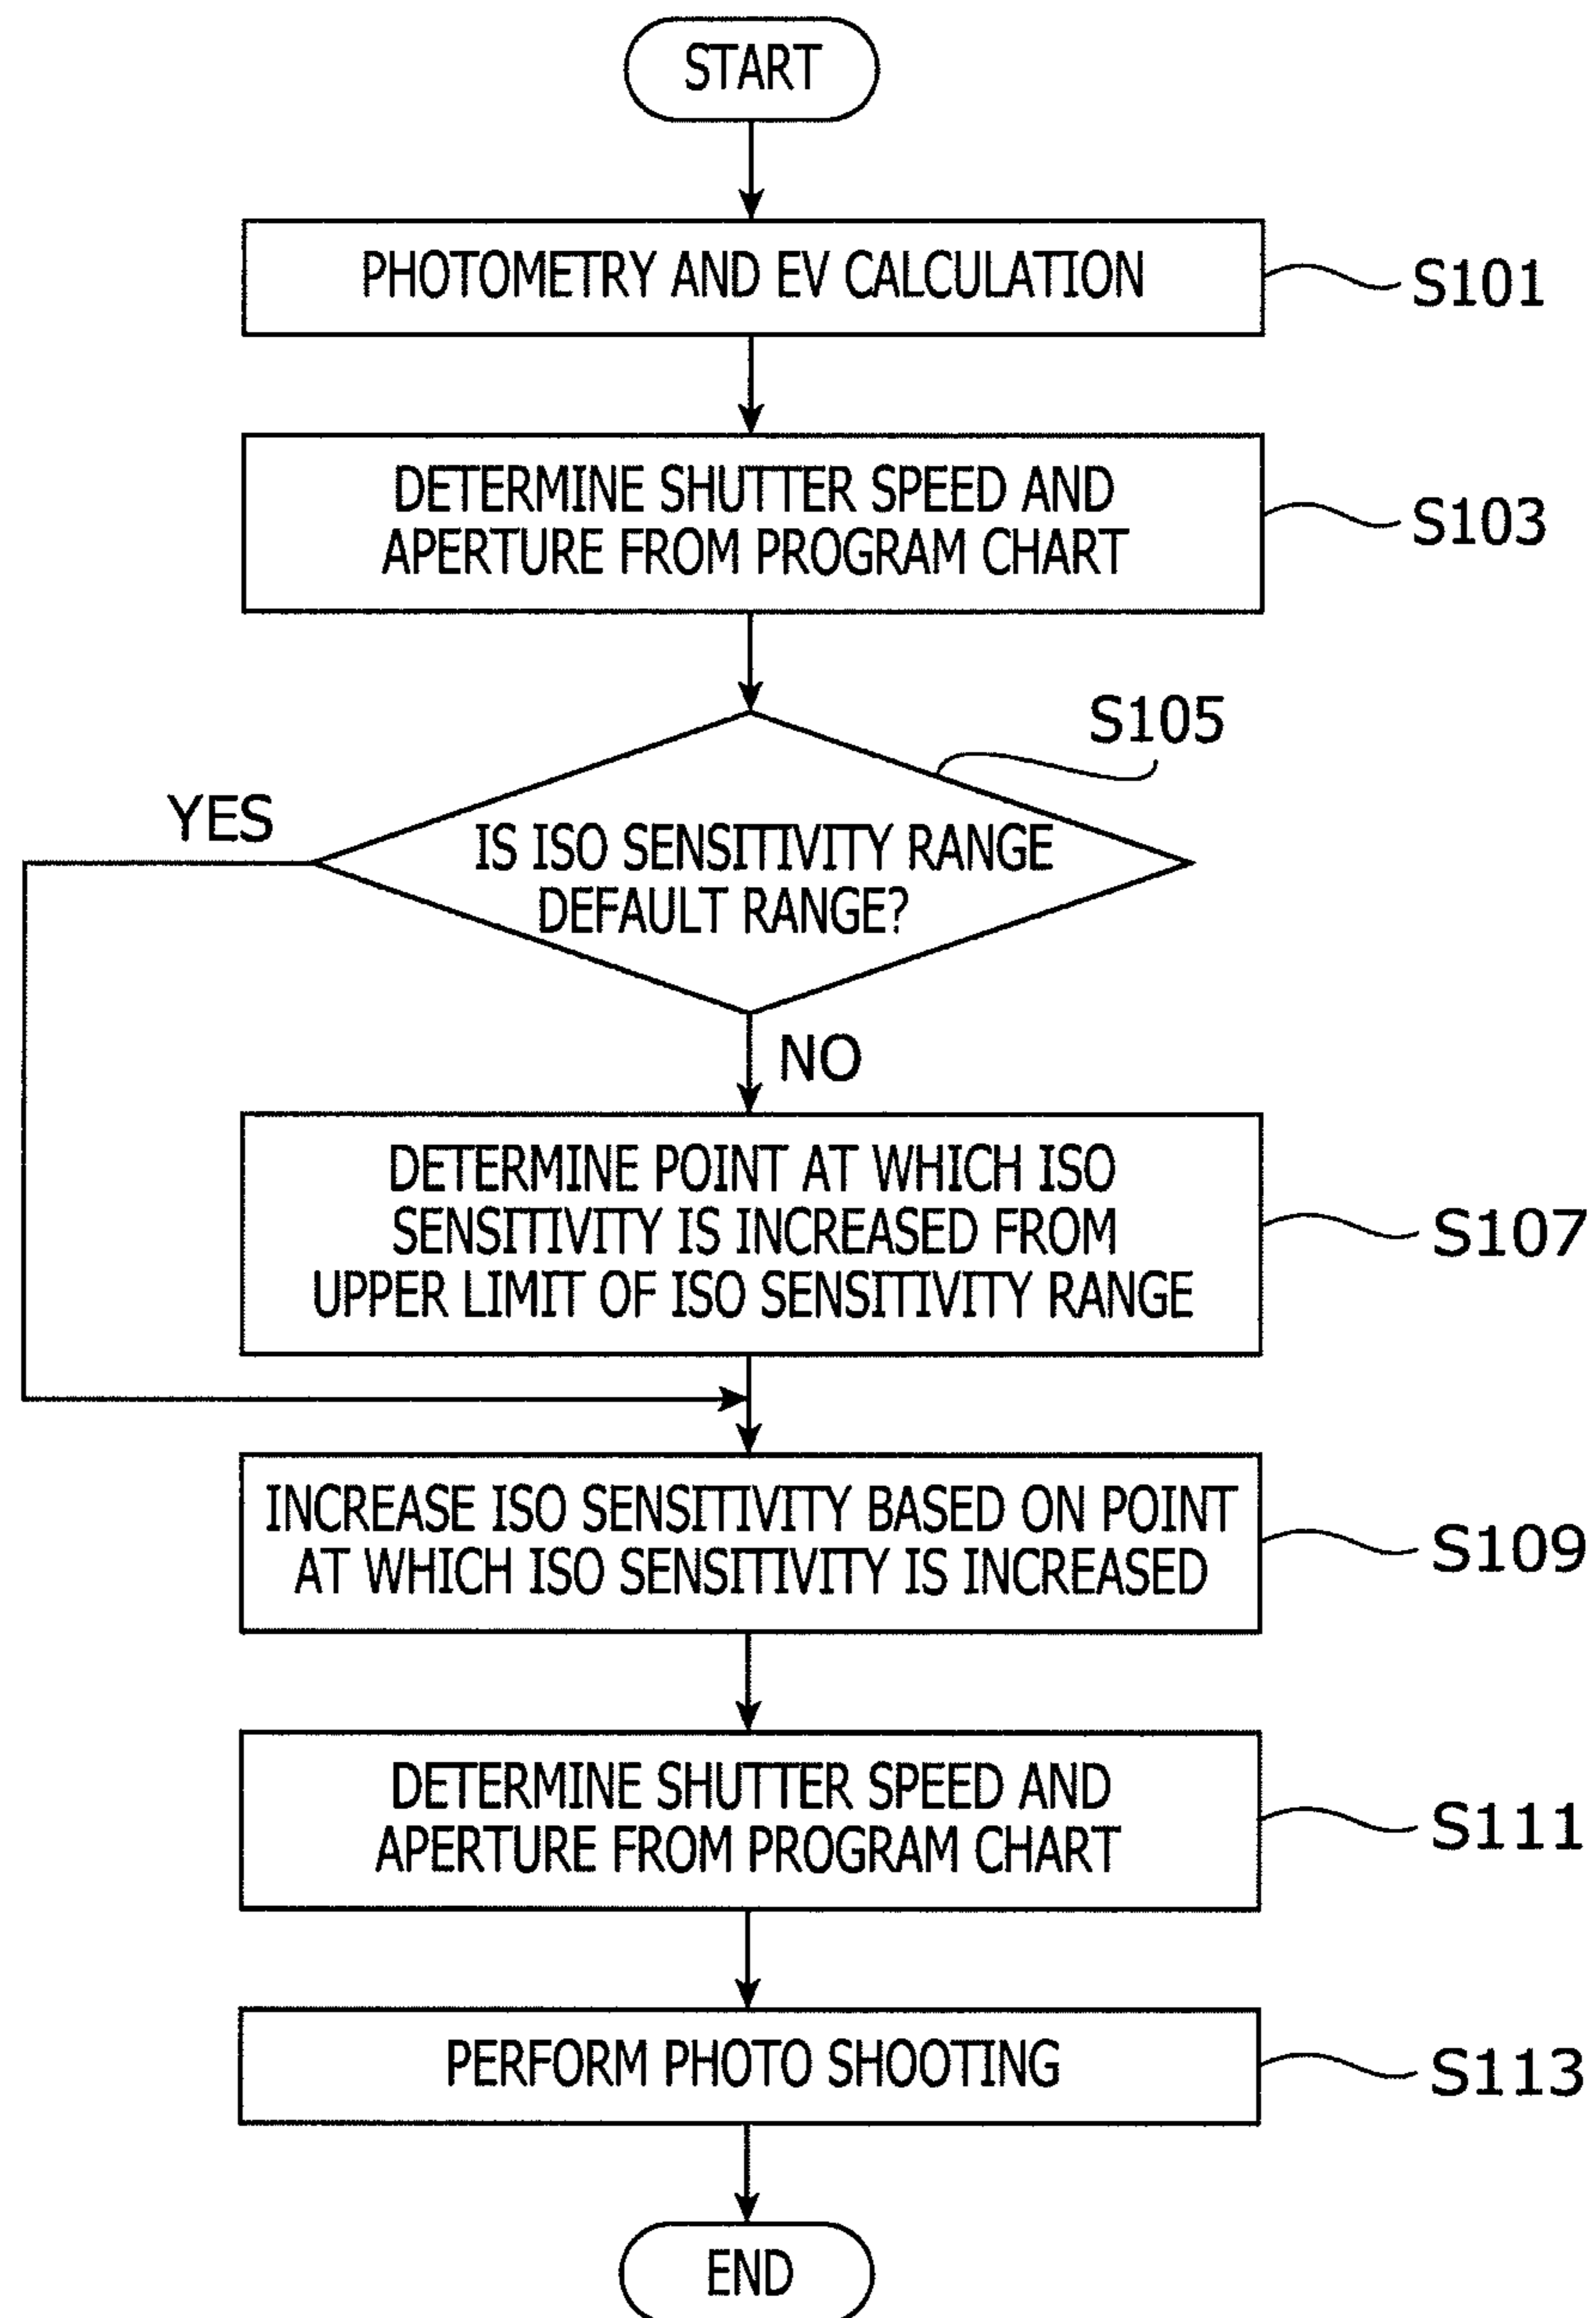 START
PHOTOMETRY AND EV CALCULATION
S101
DETERMINE SHUTTER SPEED AND
APERTURE FROM PROGRAM CHART
S103
S105
YES
IS ISO SENSITIVITY RANGE
DEFAULT RANGE?
NO
DETERMINE POINT AT WHICH ISO
SENSITIVITY IS INCREASED FROM
UPPER LIMIT OF ISO SENSITIVITY RANGE
S107
INCREASE ISO SENSITIVITY BASED ON POINT
AT WHICH ISO SENSITIVITY IS INCREASED
S109
DETERMINE SHUTTER SPEED AND
APERTURE FROM PROGRAM CHART
S111
PERFORM PHOTO SHOOTING
S113
END